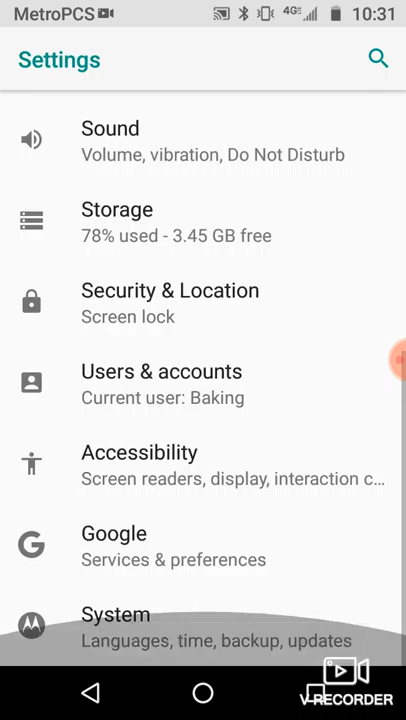 MetroPCS 4G 10:31
Settings
Sound
Volume, vibration, Do Not Disturb
Storage
78% used - 3.45 GB free
Security & Location
Screen lock
Users & accounts
Current user: Baking
Accessibility
Screen readers, display, interaction c...
Google
Services & preferences
System
Languages, time, backup, updates
V RECORDER